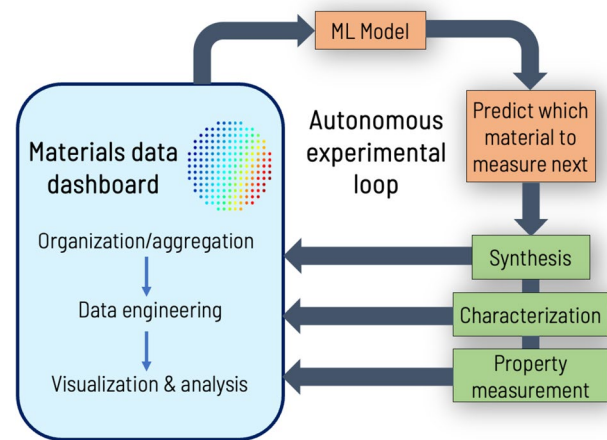 ML Model
Predict which
material to
measure next
Autonomous
experimental
loop
Materials data
dashboard
Organization/aggregation
Data engineering
Visualization & analysis
Synthesis
Characterization
Property
measurement